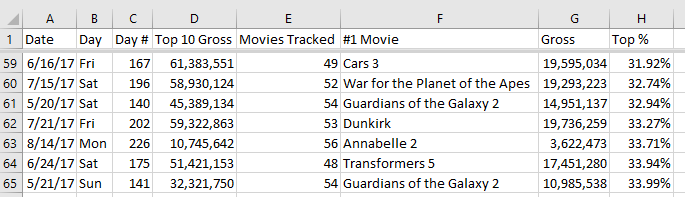 A B C D E F G H
1 Date Day Day # Top 10 Gross Movies Tracked #1 Movie Gross Top %
59 6/16/17 Fri 167 61,383,551 49 Cars 3 19,595,034 31.92%
60 7/15/17 Sat 196 58,930,124 52 War for the Planet of the Apes 19,293,223 32.74%
61 5/20/17 Sat 140 45,389,134 54 Guardians of the Galaxy 2 14,951,137 32.94%
62 7/21/17 Fri 202 59,322,863 53 Dunkirk 19,736,259 33.27%
63 8/14/17 Mon 226 10,745,642 56 Annabelle 2 3,622,473 33.71%
64 6/24/17 Sat 175 51,421,153 48 Transformers 5 17,451,280 33.94%
65 5/21/17 Sun 141 32,321,750 54 Guardians of the Galaxy 2 10,985,538 33.99%